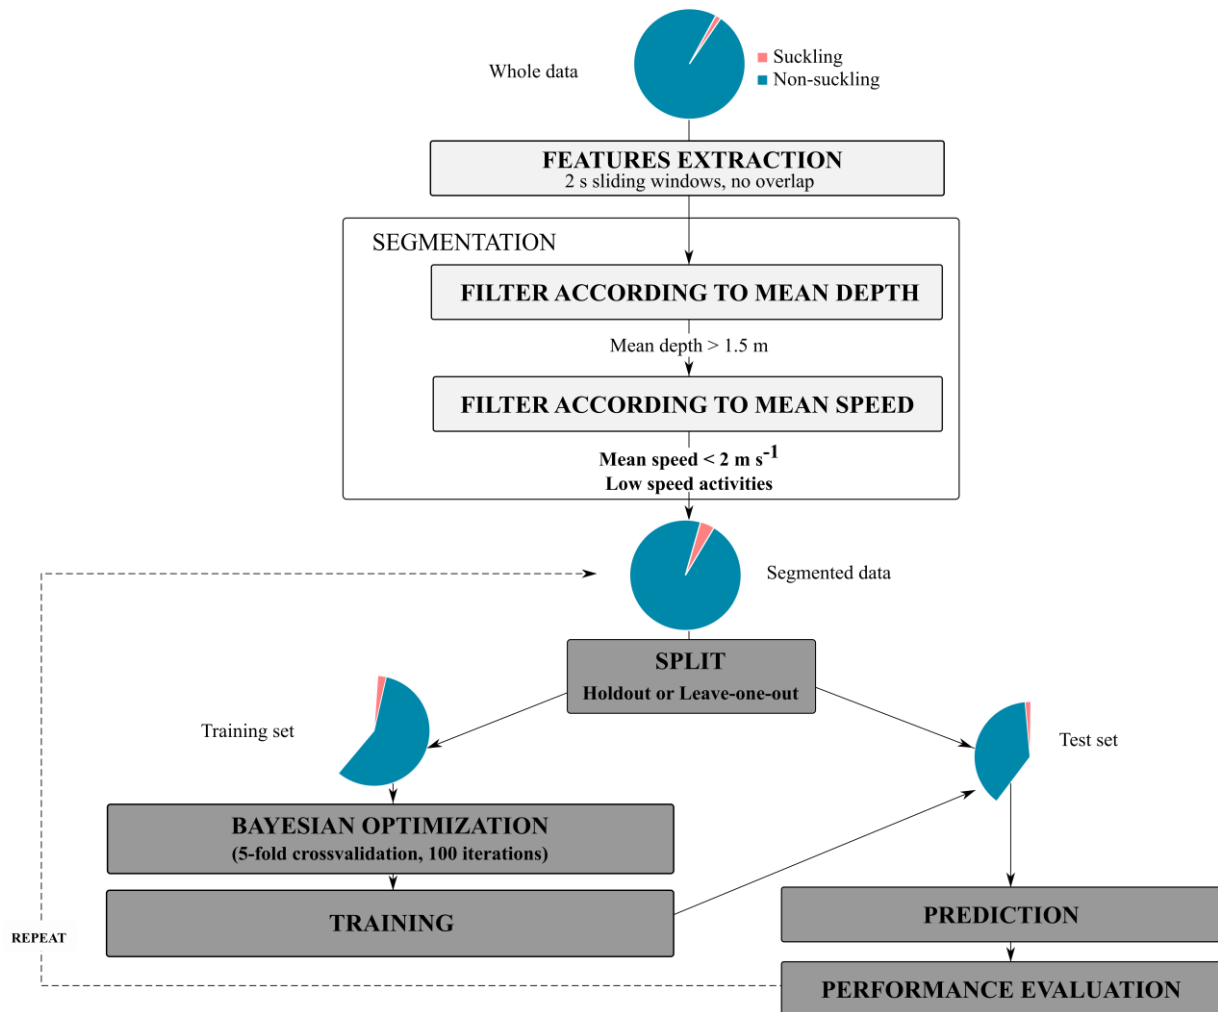 Whole data
Suckling
Non-suckling
FEATURES EXTRACTION
2 s sliding windows, no overlap
SEGMENTATION
FILTER ACCORDING TO MEAN DEPTH
Mean depth > 1.5 m
FILTER ACCORDING TO MEAN SPEED
Mean speed < 2 m s-1
Low speed activities
Segmented data
SPLIT
Holdout or Leave-one-out
Training set
Test set
BAYESIAN OPTIMIZATION
(5-fold crossvalidation, 100 iterations)
TRAINING
PREDICTION
REPEAT
PERFORMANCE EVALUATION